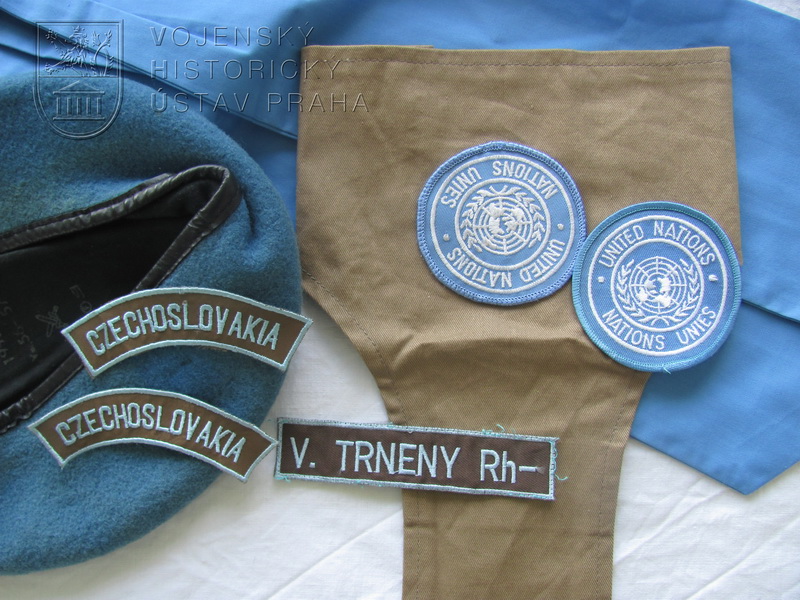 VOJENSKÝ
HISTORICKÝ
ÚSTAV PRAHA
NATIONS UNIES
UNITED NATIONS
UNITED NATIONS
NATIONS UNIES
CZECHOSLOVAKIA
CZECHOSLOVAKIA
V. TRNENY Rh-